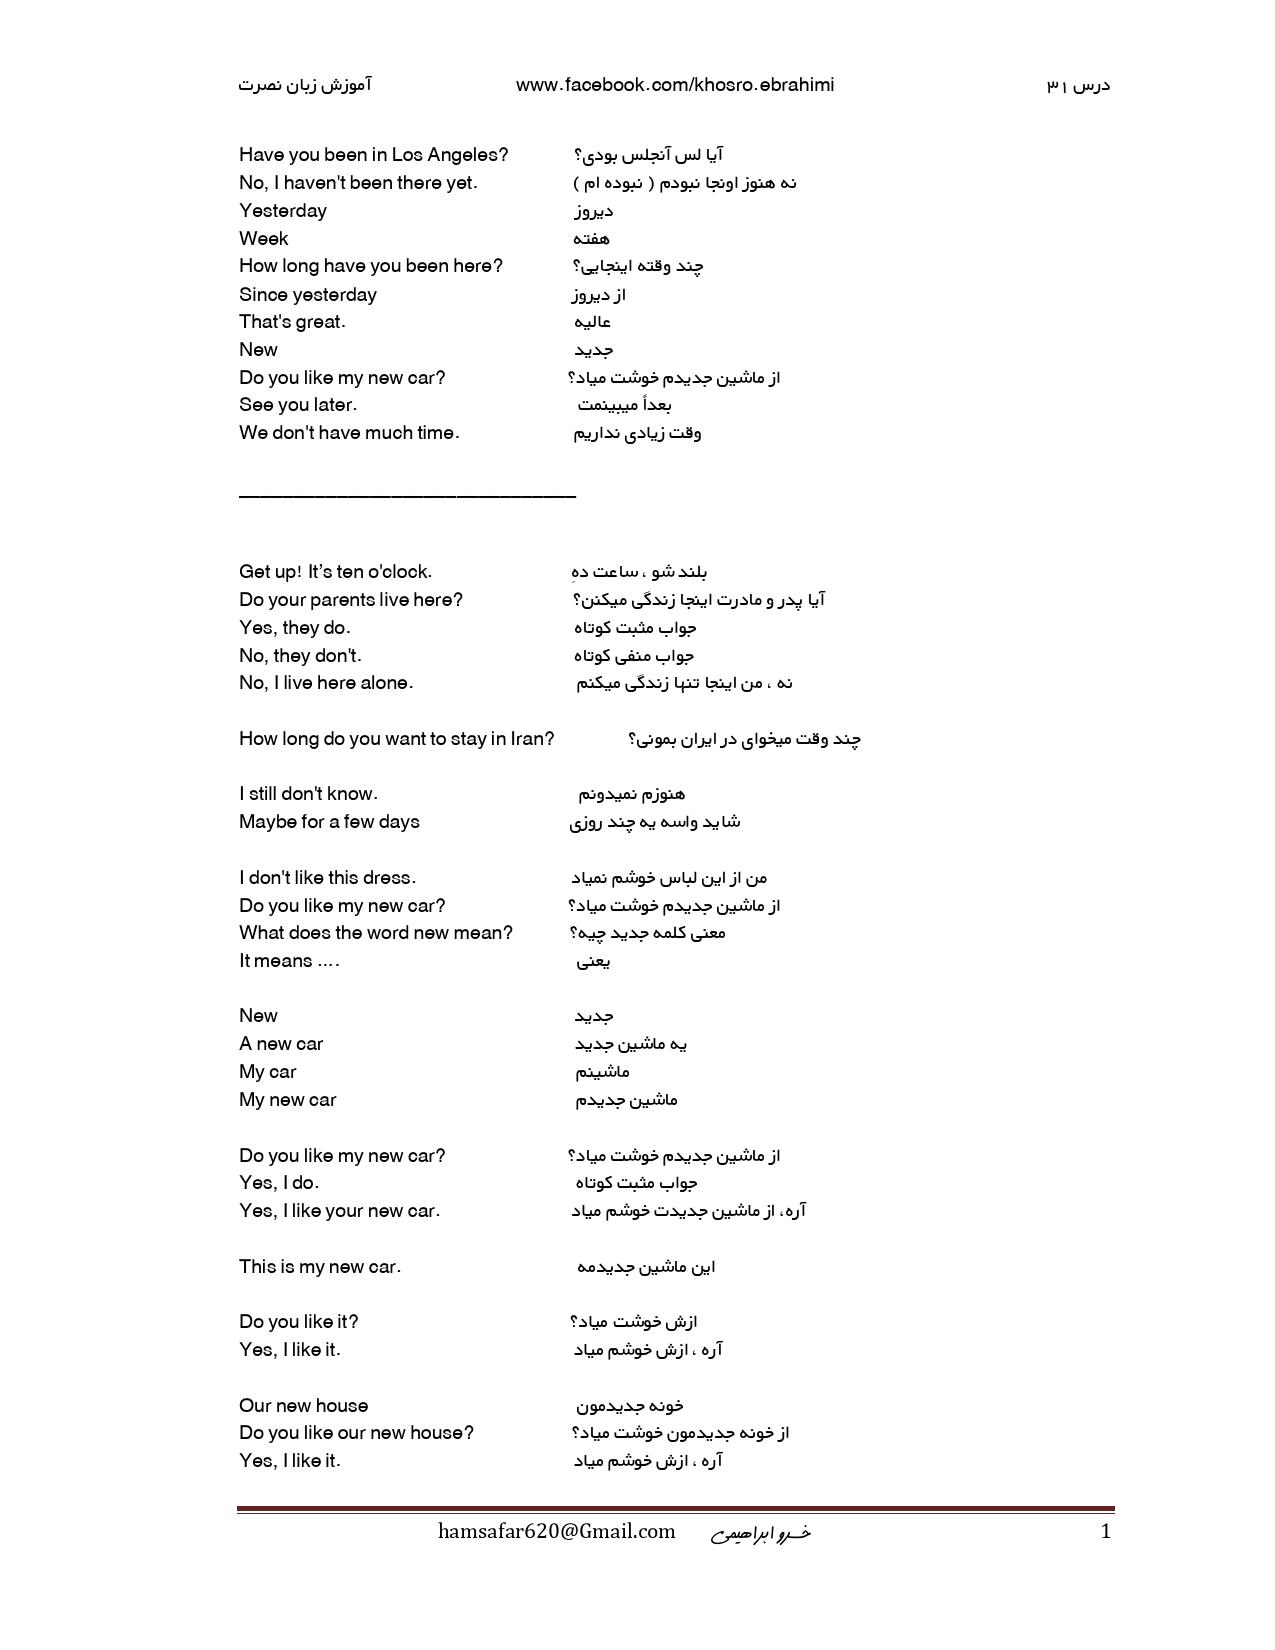 آموزش زبان نصرت www.facebook.com/khosro.ebrahimi درس ۳۱
Have you been in Los Angeles? آیا لس آنجلس بودی؟
No, I haven't been there yet. نه هنوز اونجا نبودم ( نبوده ام )
Yesterday دیروز
Week هفته
How long have you been here? چند وقته اینجایی؟
Since yesterday از دیروز
That's great. عالیه
New جدید
Do you like my new car? از ماشین جدیدم خوشت میاد؟
See you later. بعداً میبینمت
We don't have much time. وقت زیادی نداریم
_______________________________
Get up! It’s ten o'clock. بلند شو ، ساعت دهِ
Do your parents live here? آیا پدر و مادرت اینجا زندگی میکنن؟
Yes, they do. جواب مثبت کوتاه
No, they don't. جواب منفی کوتاه
No, I live here alone. نه ، من اینجا تنها زندگی میکنم
How long do you want to stay in Iran? چند وقت میخوای در ایران بمونی؟
I still don't know. هنوزم نمیدونم
Maybe for a few days شاید واسه یه چند روزی
I don't like this dress. من از این لباس خوشم نمیاد
Do you like my new car? از ماشین جدیدم خوشت میاد؟
What does the word new mean? معنی کلمه جدید چیه؟
It means .... یعنی
New جدید
A new car یه ماشین جدید
My car ماشینم
My new car ماشین جدیدم
Do you like my new car? از ماشین جدیدم خوشت میاد؟
Yes, I do. جواب مثبت کوتاه
Yes, I like your new car. آره، از ماشین جدیدت خوشم میاد
This is my new car. این ماشین جدیدمه
Do you like it? ازش خوشت میاد؟
Yes, I like it. آره ، ازش خوشم میاد
Our new house خونه جدیدمون
Do you like our new house? از خونه جدیدمون خوشت میاد؟
Yes, I like it. آره ، ازش خوشم میاد
hamsafar620@Gmail.com خسرو ابراهیمی 1